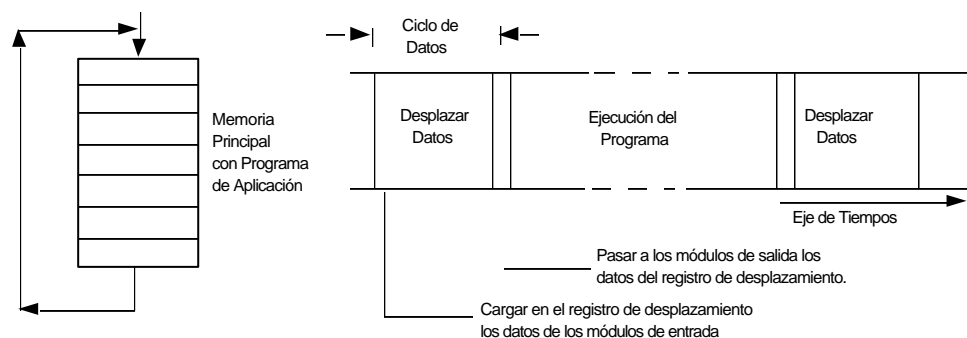 Ciclo de
Datos
Memoria
Principal
con Programa
de Aplicación
Desplazar
Datos
Ejecución del
Programa
Desplazar
Datos
Eje de Tiempos
Pasar a los módulos de salida los
datos del registro de desplazamiento.
Cargar en el registro de desplazamiento
los datos de los módulos de entrada